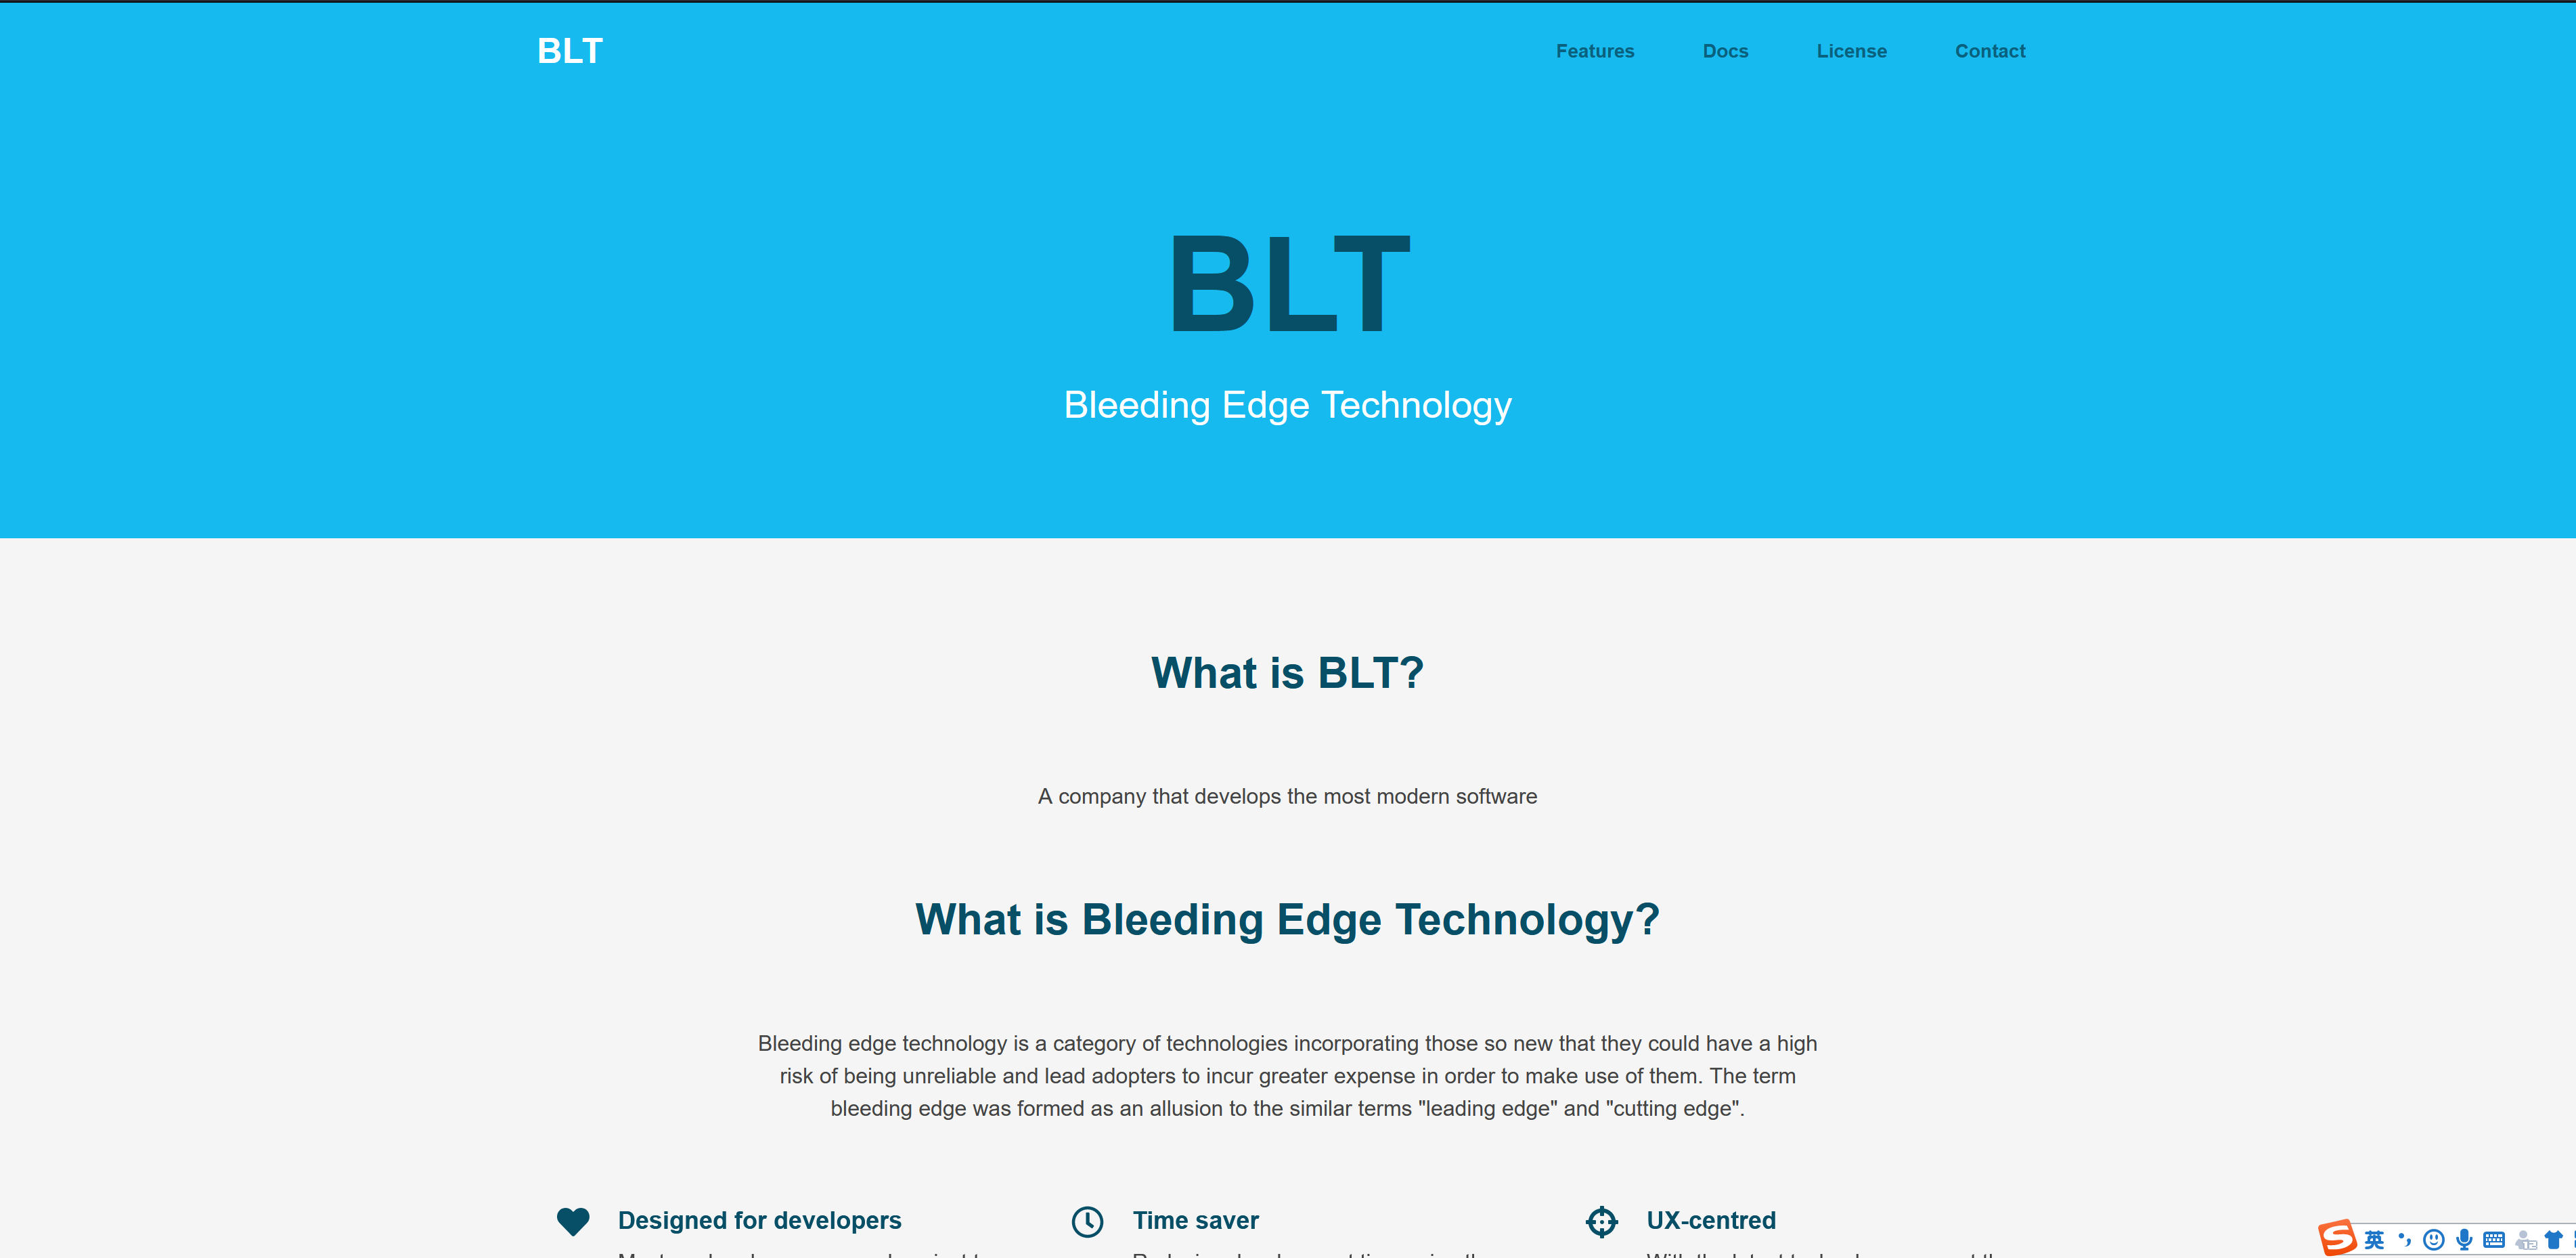 BLT
Features
Docs
License
Contact
BLT
Bleeding Edge Technology
What is BLT?
A company that develops the most modern software
What is Bleeding Edge Technology?
Bleeding edge technology is a category of technologies incorporating those so new that they could have a high
risk of being unreliable and lead adopters to incur greater expense in order to make use of them. The term
bleeding edge was formed as an allusion to the similar terms "leading edge" and "cutting edge".
Designed for developers
Time saver
UX-centred
英